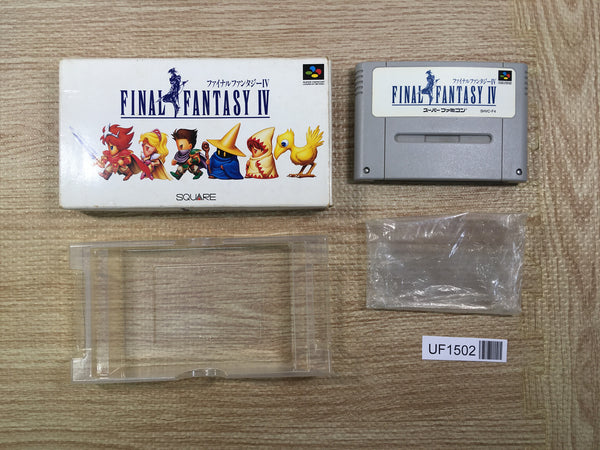 ファイナルファンタジーIV
FINAL FANTASY IV
SQUARE
ファイナルファンタジーIV
FINAL FANTASY IV
スーパーファミコン
SHVC-F4
UF1502